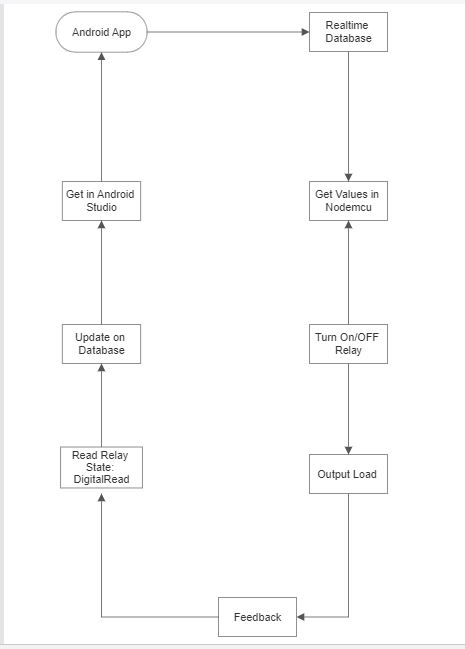 Android App
Realtime
Database
Get in Android
Studio
Get Values in
Nodemcu
Update on
Database
Turn On/OFF
Relay
Read Relay
State:
DigitalRead
Output Load
Feedback